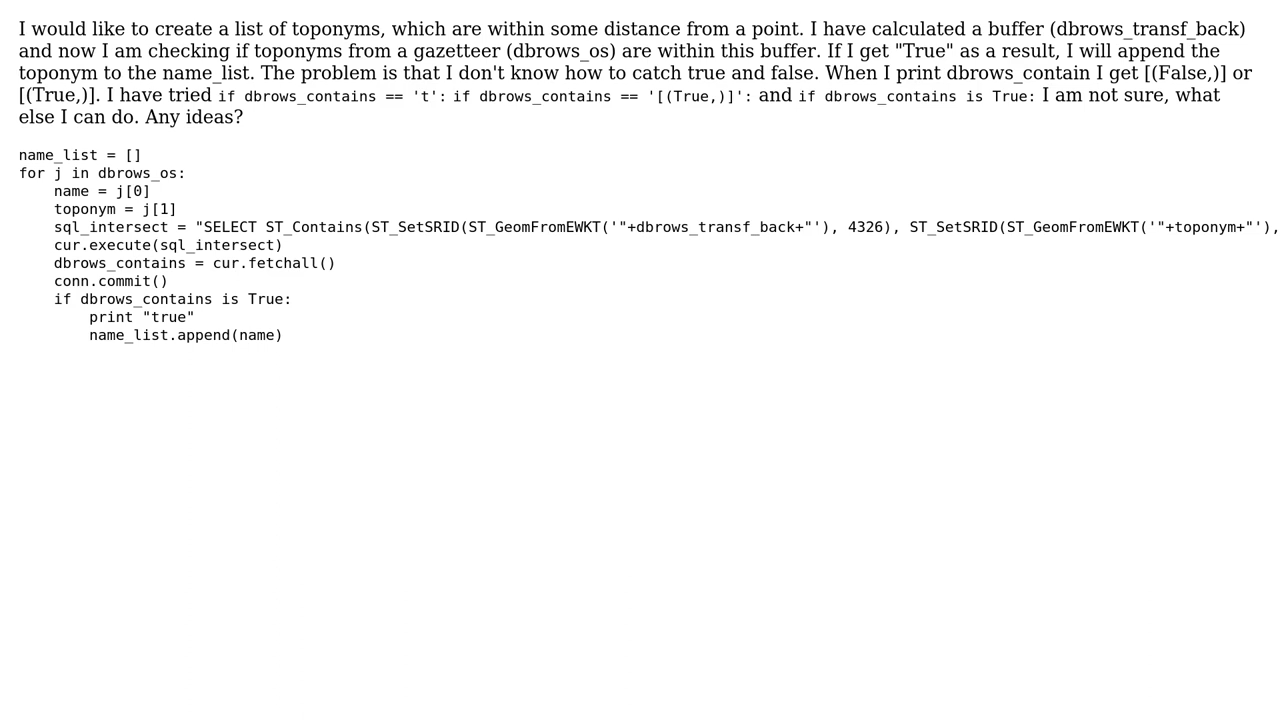 I would like to create a list of toponyms, which are within some distance from a point. I have calculated a buffer (dbrows_transf_back)
and now I am checking if toponyms from a gazetteer (dbrows_os) are within this buffer. If I get "True" as a result, I will append the
toponym to the name_list. The problem is that I don't know how to catch true and false. When I print dbrows_contain I get [(False,)] or
[(True,)]. I have tried if dbrows_contains == 't': if dbrows_contains == '[(True,)]': and if dbrows_contains is True: I am not sure, what
else I can do. Any ideas?
name_list = []
for j in dbrows_os:
    name = j[0]
    toponym = j[1]
    sql_intersect = "SELECT ST_Contains(ST_SetSRID(ST_GeomFromEWKT('"+dbrows_transf_back+"'), 4326), ST_SetSRID(ST_GeomFromEWKT('"+toponym+"'),
    cur.execute(sql_intersect)
    dbrows_contains = cur.fetchall()
    conn.commit()
    if dbrows_contains is True:
        print "true"
        name_list.append(name)